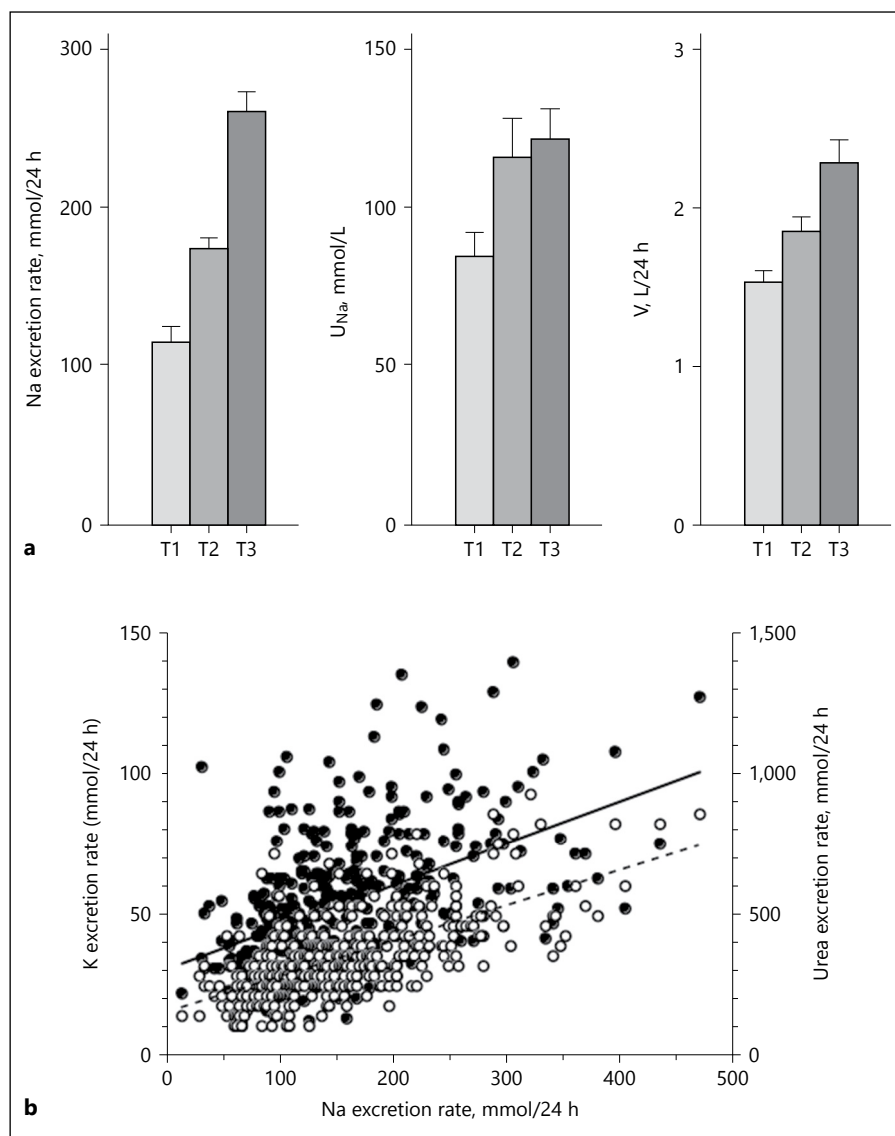 300
200
100
0
Na excretion rate, mmol/24 h
T1 T2 T3
150
100
50
0
U_Na, mmol/L
T1 T2 T3
3
2
1
0
V, L/24 h
T1 T2 T3
a
150
100
50
0
K excretion rate (mmol/24 h)
1,500
1,000
500
0
Urea excretion rate, mmol/24 h
0 100 200 300 400 500
Na excretion rate, mmol/24 h
b